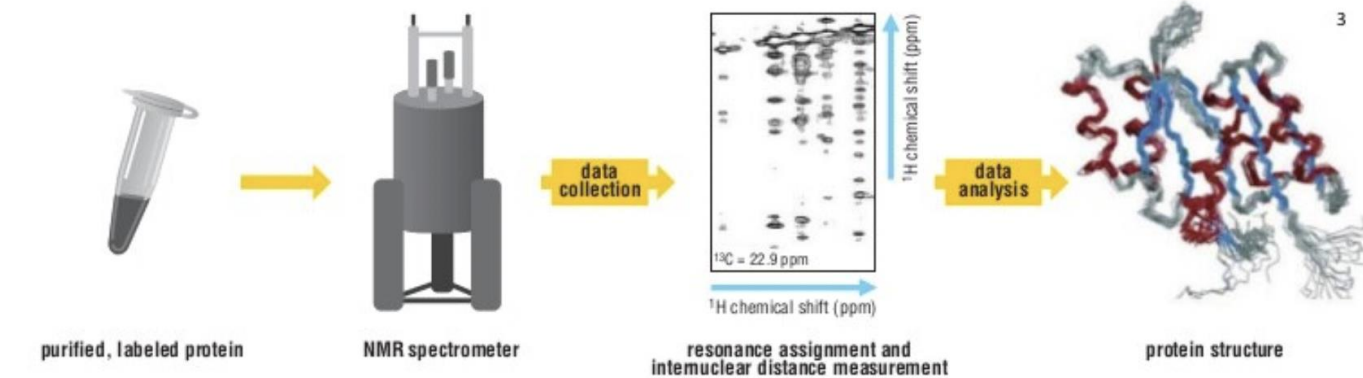 3
data
collection
¹H chemical shift (ppm)
data
analysis
¹³C = 22.9 ppm
¹H chemical shift (ppm)
purified, labeled protein
NMR spectrometer
resonance assignment and
internuclear distance measurement
protein structure